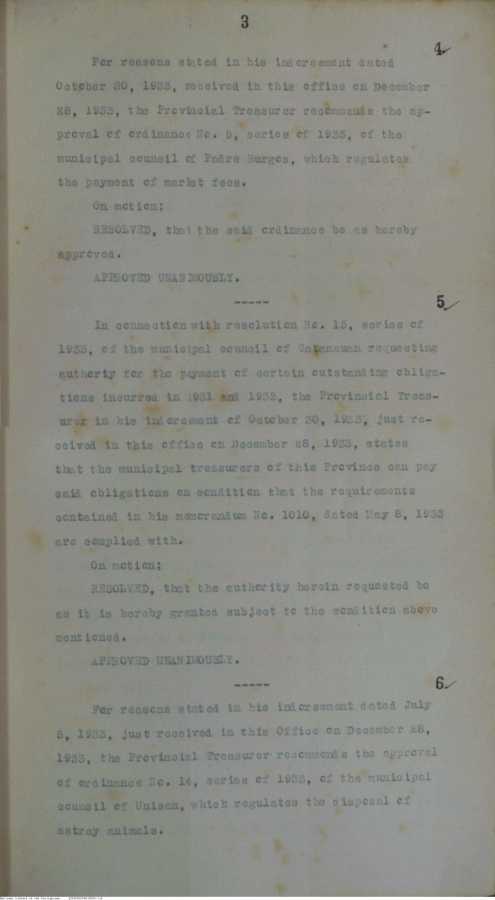 3
4.
For reasons stated in his indorsement dated
October 20, 1933, received in this office on December
28, 1933, the Provincial Treasurer recommends the ap-
proval of ordinance No. 5, series of 1933, of the
municipal council of Padre Burgos, which regulates
the payment of market fees.
On motion;
RESOLVED, that the said ordinance be as hereby
approved.
APPROVED UNANIMOUSLY.
-----
5
In connection with resolution No. 15, series of
1933, of the municipal council of Catanauan requesting
authority for the payment of certain outstanding obliga-
tions incurred in 1931 and 1932, the Provincial Treas-
urer in his indorsement of October 30, 1933, just re-
ceived in this office on December 28, 1933, states
that the municipal treasurers of this Province can pay
said obligations on condition that the requirements
contained in his memorandum No. 1010, dated May 8, 1933
are complied with.
On motion;
RESOLVED, that the authority herein requested be
as it is hereby granted subject to the condition above
mentioned.
APPROVED UNANIMOUSLY.
-----
6.
For reasons stated in his indorsement dated July
5, 1933, just received in this Office on December 28,
1933, the Provincial Treasurer recommends the approval
of ordinance No. 14, series of 1933, of the municipal
council of Unisan, which regulates the disposal of
astray animals.